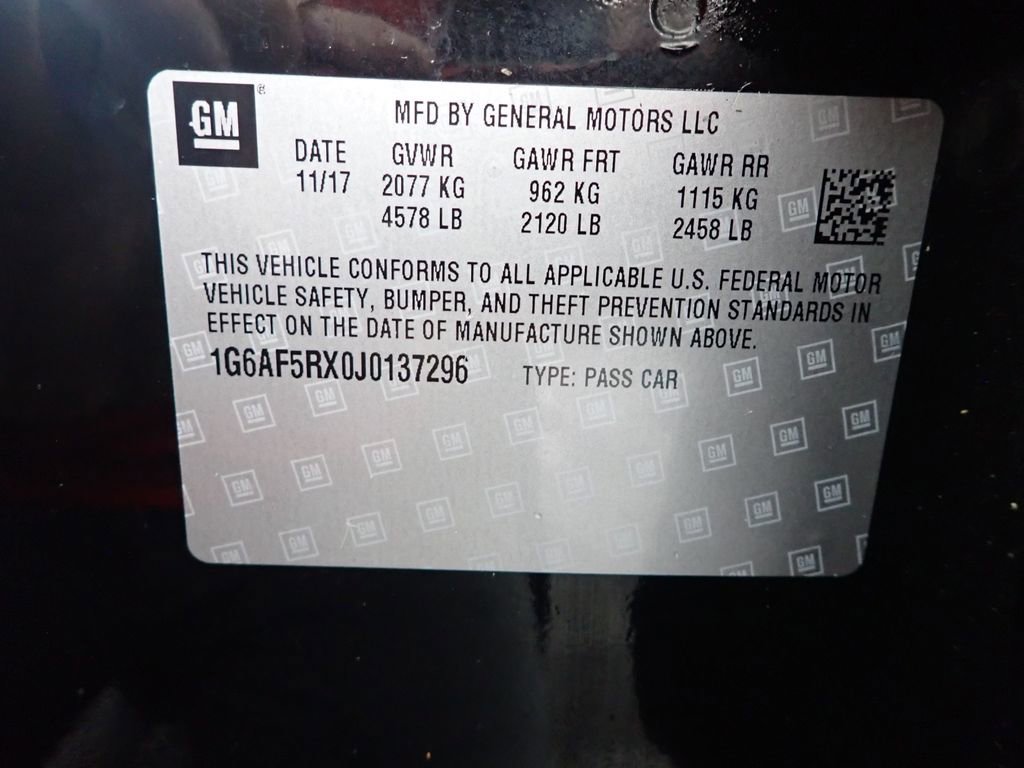 GM
MFD BY GENERAL MOTORS LLC
DATE GVWR GAWR FRT GAWR RR
11/17 2077 KG 962 KG 1115 KG
4578 LB 2120 LB 2458 LB
THIS VEHICLE CONFORMS TO ALL APPLICABLE U.S. FEDERAL MOTOR
VEHICLE SAFETY, BUMPER, AND THEFT PREVENTION STANDARDS IN
EFFECT ON THE DATE OF MANUFACTURE SHOWN ABOVE.
1G6AF5RX0J0137296 TYPE: PASS CAR